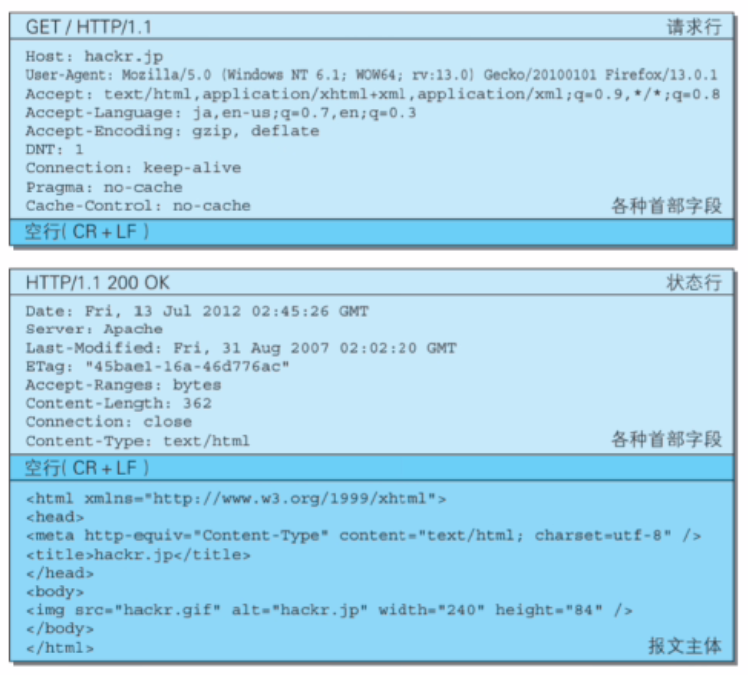 GET / HTTP/1.1 请求行
Host: hackr.jp
User-Agent: Mozilla/5.0 (Windows NT 6.1; WOW64; rv:13.0) Gecko/20100101 Firefox/13.0.1
Accept: text/html,application/xhtml+xml,application/xml;q=0.9,*/*;q=0.8
Accept-Language: ja,en-us;q=0.7,en;q=0.3
Accept-Encoding: gzip, deflate
DNT: 1
Connection: keep-alive
Pragma: no-cache
Cache-Control: no-cache 各种首部字段
空行( CR + LF )
HTTP/1.1 200 OK 状态行
Date: Fri, 13 Jul 2012 02:45:26 GMT
Server: Apache
Last-Modified: Fri, 31 Aug 2007 02:02:20 GMT
ETag: "45bae1-16a-46d776ac"
Accept-Ranges: bytes
Content-Length: 362
Connection: close
Content-Type: text/html 各种首部字段
空行( CR + LF )
<html xmlns="http://www.w3.org/1999/xhtml">
<head>
<meta http-equiv="Content-Type" content="text/html; charset=utf-8" />
<title>hackr.jp</title>
</head>
<body>
<img src="hackr.gif" alt="hackr.jp" width="240" height="84" />
</body>
</html> 报文主体